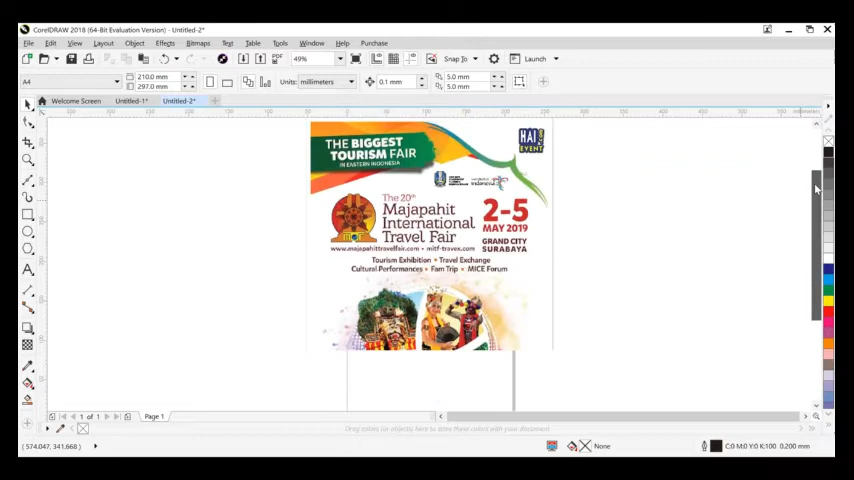 CorelDRAW 2018 (64-Bit Evaluation Version) - Untitled-2*
File Edit View Layout Object Effects Bitmaps Text Table Tools Window Help Purchase
PDF 49% Snap To Launch
A4 210.0 mm 297.0 mm Units: millimeters 0.1 mm 5.0 mm 5.0 mm
Welcome Screen Untitled-1* Untitled-2*
millimeters
THE BIGGEST
TOURISM FAIR
IN EASTERN INDONESIA
HAI
EVENT
The 20th
Majapahit
International
Travel Fair
2-5
MAY 2019
GRAND CITY
SURABAYA
www.majapahittravelfair.com • mitf-travex.com
Tourism Exhibition • Travel Exchange
Cultural Performances • Fam Trip • MICE Forum
1 of 1 Page 1
Drag colors (or objects) here to store these colors with your document
( 574.047, 341.668 ) None C:0 M:0 Y:0 K:100 0.200 mm